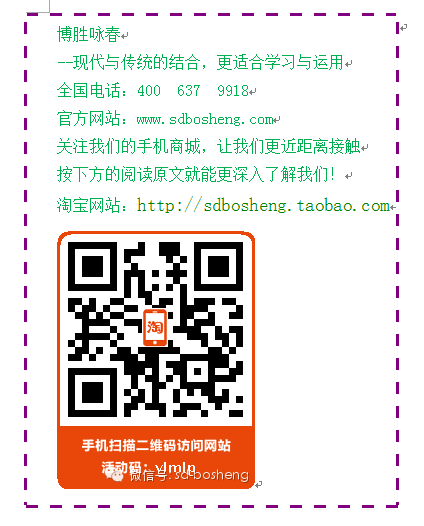 博胜咏春
--现代与传统的结合，更适合学习与运用
全国电话：400 637 9918
官方网站：www.sdbosheng.com
关注我们的手机商城，让我们更近距离接触
按下方的阅读原文就能更深入了解我们！
淘宝网站：http://sdbosheng.taobao.com
淘
手机扫描二维码访问网站
活动码：
微信号: sd-bosheng